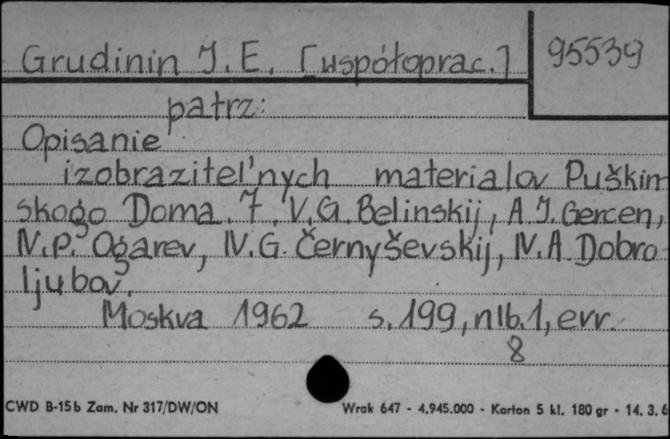 Grudinin I. E. [współoprac.] 95539
patrz:
Opisanie
izobrazitel'nych materialov Puškin
skogo Doma. 7, V.G. Belinskij, A.I. Gercen,
N.P. Ogarev, N.G. Černyševskij, N.A. Dobro
ljubov.
Moskva 1962 s. 199, nlb. 1, err.
8
CWD B-15b Zam. Nr 317/DW/ON Wrak 647 - 4.945.000 - Karton 5 kl. 180 gr - 14. 3. 6